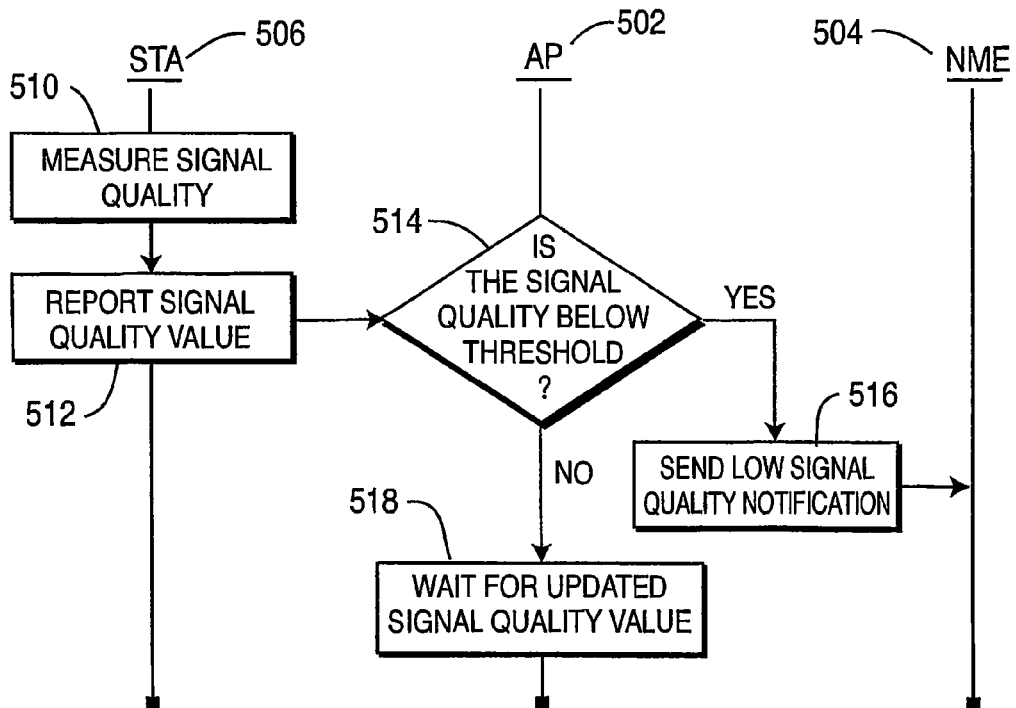 506
STA
502
AP
504
NME
510
MEASURE SIGNAL
QUALITY
514
IS
THE SIGNAL
QUALITY BELOW
THRESHOLD
?
YES
REPORT SIGNAL
QUALITY VALUE
512
516
SEND LOW SIGNAL
QUALITY NOTIFICATION
NO
518
WAIT FOR UPDATED
SIGNAL QUALITY VALUE